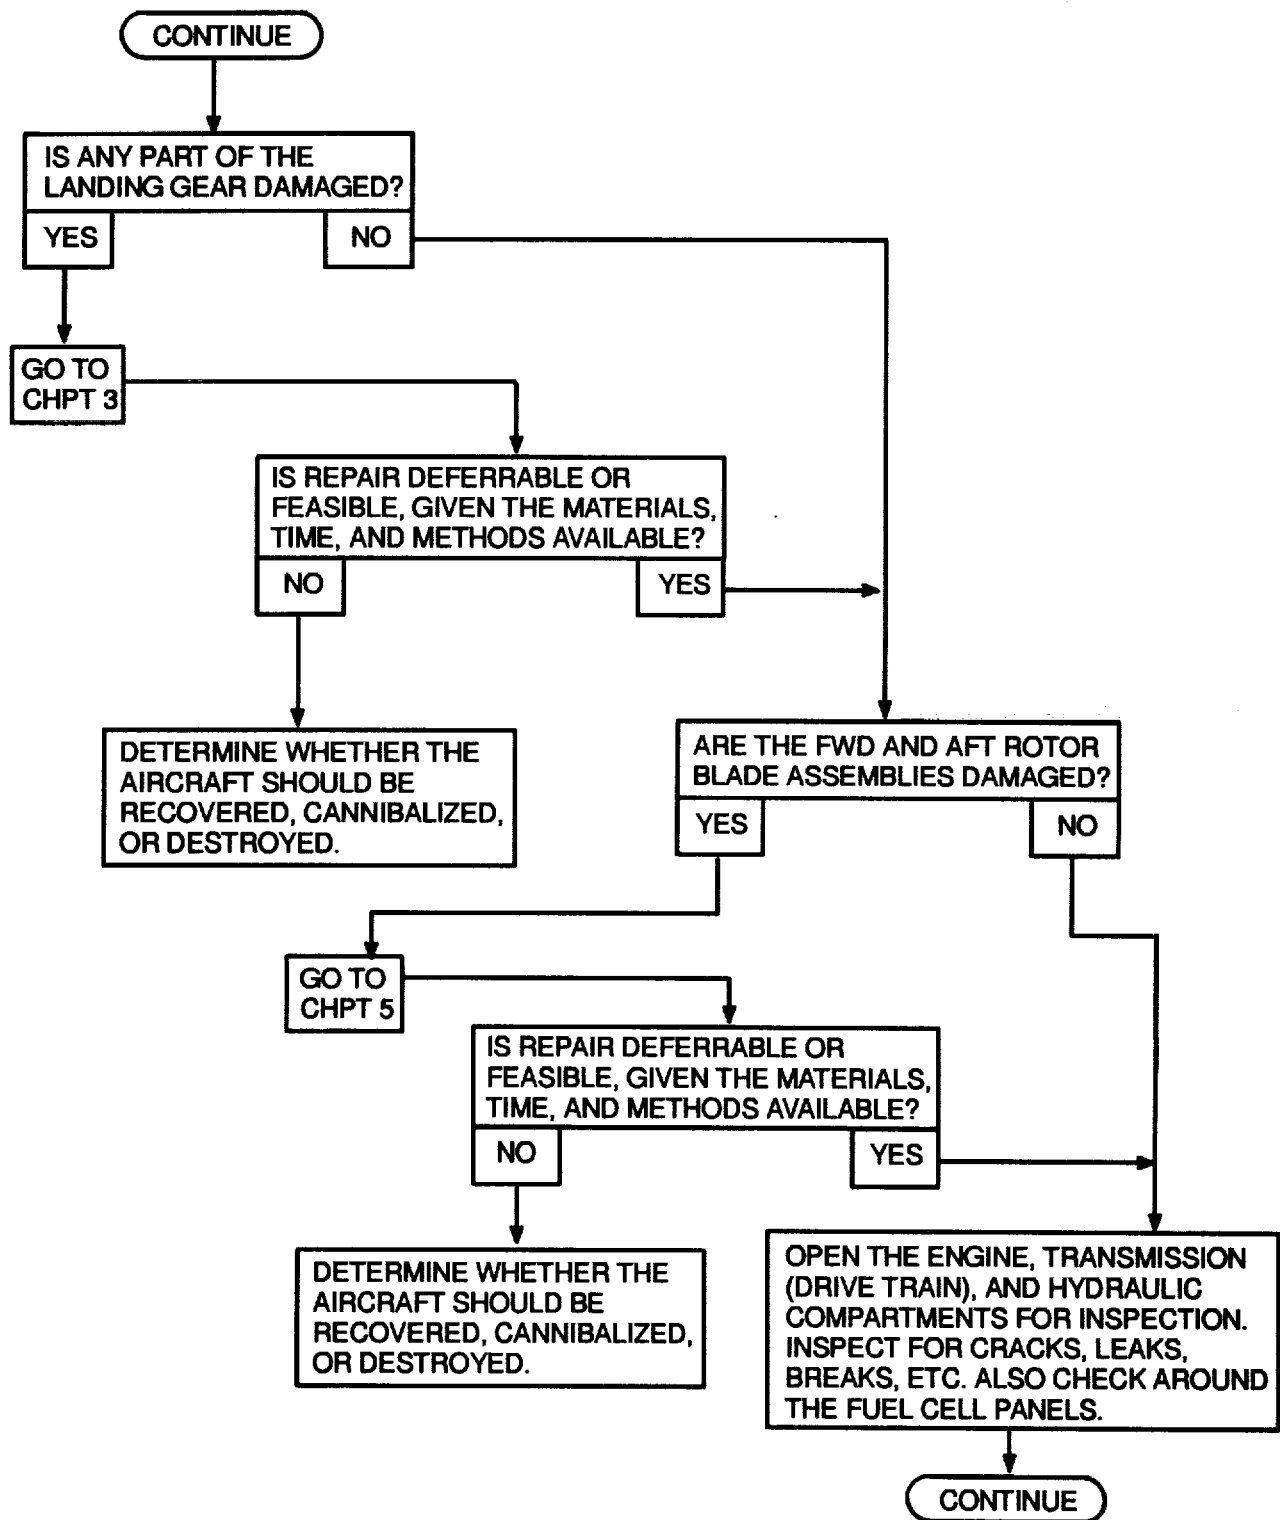 CONTINUE
IS ANY PART OF THE
LANDING GEAR DAMAGED?
YES
NO
GO TO
CHPT 3
IS REPAIR DEFERRABLE OR
FEASIBLE, GIVEN THE MATERIALS,
TIME, AND METHODS AVAILABLE?
NO
YES
DETERMINE WHETHER THE
AIRCRAFT SHOULD BE
RECOVERED, CANNIBALIZED,
OR DESTROYED.
ARE THE FWD AND AFT ROTOR
BLADE ASSEMBLIES DAMAGED?
YES
NO
GO TO
CHPT 5
IS REPAIR DEFERRABLE OR
FEASIBLE, GIVEN THE MATERIALS,
TIME, AND METHODS AVAILABLE?
NO
YES
DETERMINE WHETHER THE
AIRCRAFT SHOULD BE
RECOVERED, CANNIBALIZED,
OR DESTROYED.
OPEN THE ENGINE, TRANSMISSION
(DRIVE TRAIN), AND HYDRAULIC
COMPARTMENTS FOR INSPECTION.
INSPECT FOR CRACKS, LEAKS,
BREAKS, ETC. ALSO CHECK AROUND
THE FUEL CELL PANELS.
CONTINUE